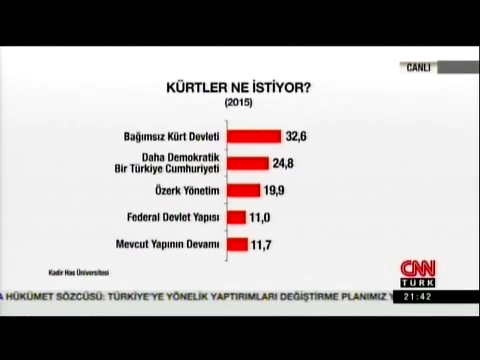 CANLI
KÜRTLER NE İSTİYOR?
(2015)
Bağımsız Kürt Devleti 32,6
Daha Demokratik
Bir Türkiye Cumhuriyeti 24,8
Özerk Yönetim 19,9
Federal Devlet Yapısı 11,0
Mevcut Yapının Devamı 11,7
Kadir Has Üniversitesi
CNN
TÜRK
A HÜKÜMET SÖZCÜSÜ: TÜRKİYE'YE YÖNELİK YAPTIRIMLARI DEĞİŞTİRME PLANIMIZ Y
21:42